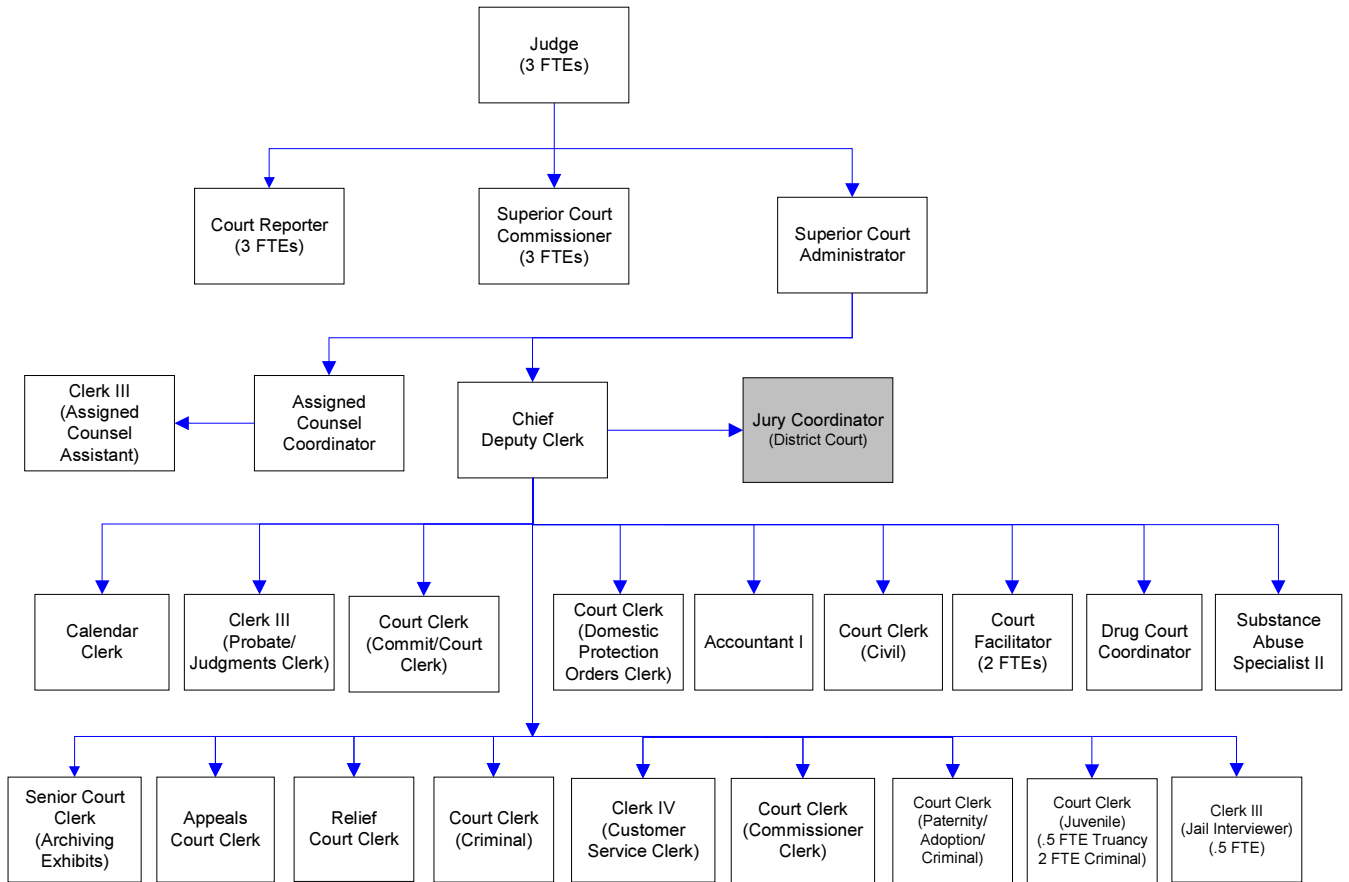 Judge
(3 FTEs)
Court Reporter
(3 FTEs)
Superior Court
Commissioner
(3 FTEs)
Superior Court
Administrator
Clerk III
(Assigned
Counsel
Assistant)
Assigned
Counsel
Coordinator
Chief
Deputy Clerk
Jury Coordinator
(District Court)
Calendar
Clerk
Clerk III
(Probate/
Judgments Clerk)
Court Clerk
(Commit/Court
Clerk)
Court Clerk
(Domestic
Protection
Orders Clerk)
Accountant I
Court Clerk
(Civil)
Court
Facilitator
(2 FTEs)
Drug Court
Coordinator
Substance
Abuse
Specialist II
Senior Court
Clerk
(Archiving
Exhibits)
Appeals
Court Clerk
Relief
Court Clerk
Court Clerk
(Criminal)
Clerk IV
(Customer
Service Clerk)
Court Clerk
(Commissioner
Clerk)
Court Clerk
(Paternity/
Adoption/
Criminal)
Court Clerk
(Juvenile)
(.5 FTE Truancy
2 FTE Criminal)
Clerk III
(Jail Interviewer)
(.5 FTE)